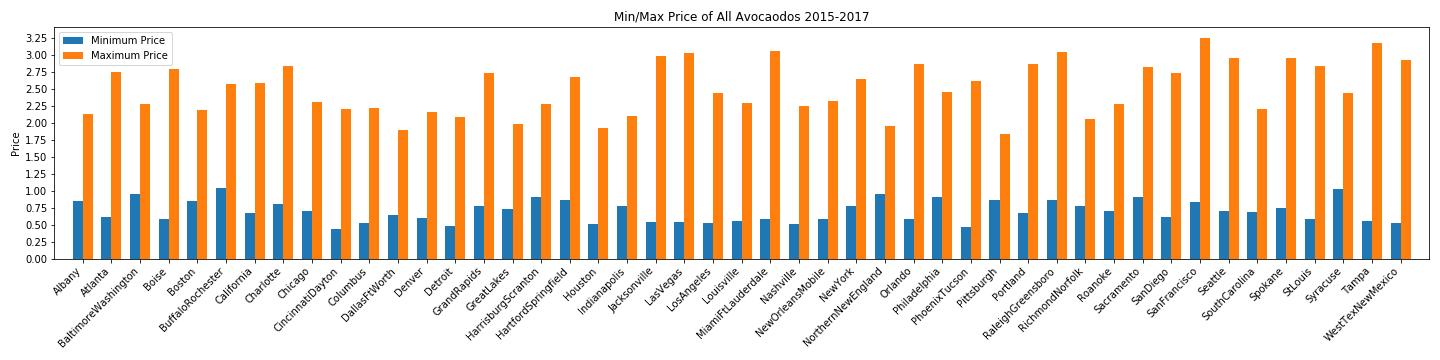 Min/Max Price of All Avocaodos 2015-2017
Minimum Price
Maximum Price
Price
3.25
3.00
2.75
2.50
2.25
2.00
1.75
1.50
1.25
1.00
0.75
0.50
0.25
0.00
Albany
Atlanta
BaltimoreWashington
Boise
Boston
BuffaloRochester
California
Charlotte
Chicago
CincinnatiDayton
Columbus
DallasFtWorth
Denver
Detroit
GrandRapids
GreatLakes
HarrisburgScranton
HartfordSpringfield
Houston
Indianapolis
Jacksonville
LasVegas
LosAngeles
Louisville
MiamiFtLauderdale
Nashville
NewOrleansMobile
NewYork
NorthernNewEngland
Orlando
Philadelphia
PhoenixTucson
Pittsburgh
Portland
RaleighGreensboro
RichmondNorfolk
Roanoke
Sacramento
SanDiego
SanFrancisco
Seattle
SouthCarolina
Spokane
StLouis
Syracuse
Tampa
WestTexNewMexico